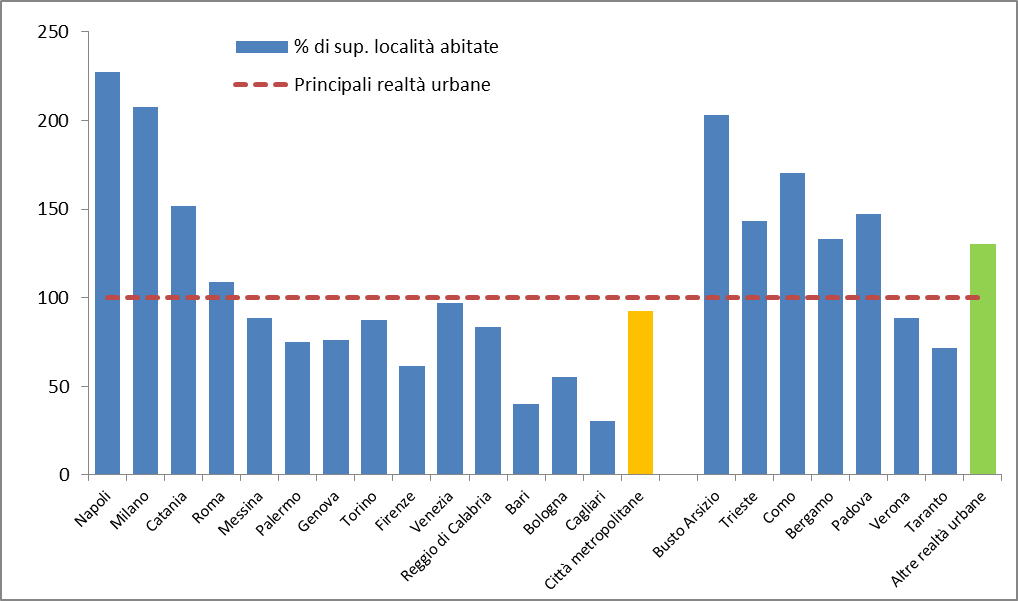 250
200
150
100
50
0
% di sup. località abitate
Principali realtà urbane
Napoli
Milano
Catania
Roma
Messina
Palermo
Genova
Torino
Firenze
Venezia
Reggio di Calabria
Bari
Bologna
Cagliari
Città metropolitane
Busto Arsizio
Trieste
Como
Bergamo
Padova
Verona
Taranto
Altre realtà urbane